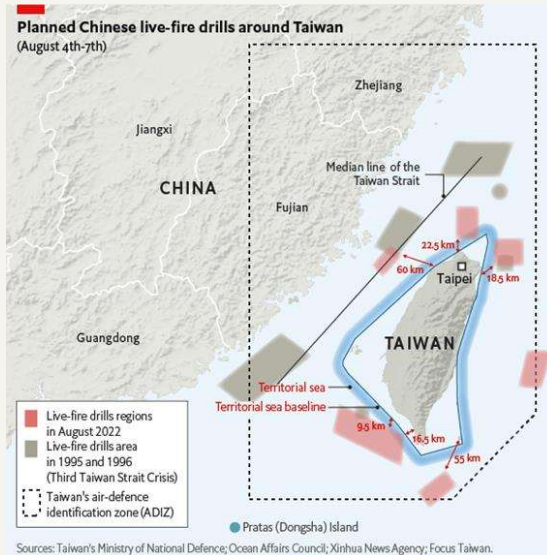 Planned Chinese live-fire drills around Taiwan
(August 4th-7th)
Zhejiang
Jiangxi
Median line of the
Taiwan Strait
CHINA
Fujian
22.5 km
60 km
Taipei
18.5 km
Guangdong
TAIWAN
Territorial sea
Territorial sea baseline
9.5 km
16.5 km
55 km
Live-fire drills regions
in August 2022
Live-fire drills area
in 1995 and 1996
(Third Taiwan Strait Crisis)
Taiwan's air-defence
identification zone (ADIZ)
Pratas (Dongsha) Island
Sources: Taiwan's Ministry of National Defence; Ocean Affairs Council; Xinhua News Agency; Focus Taiwan.